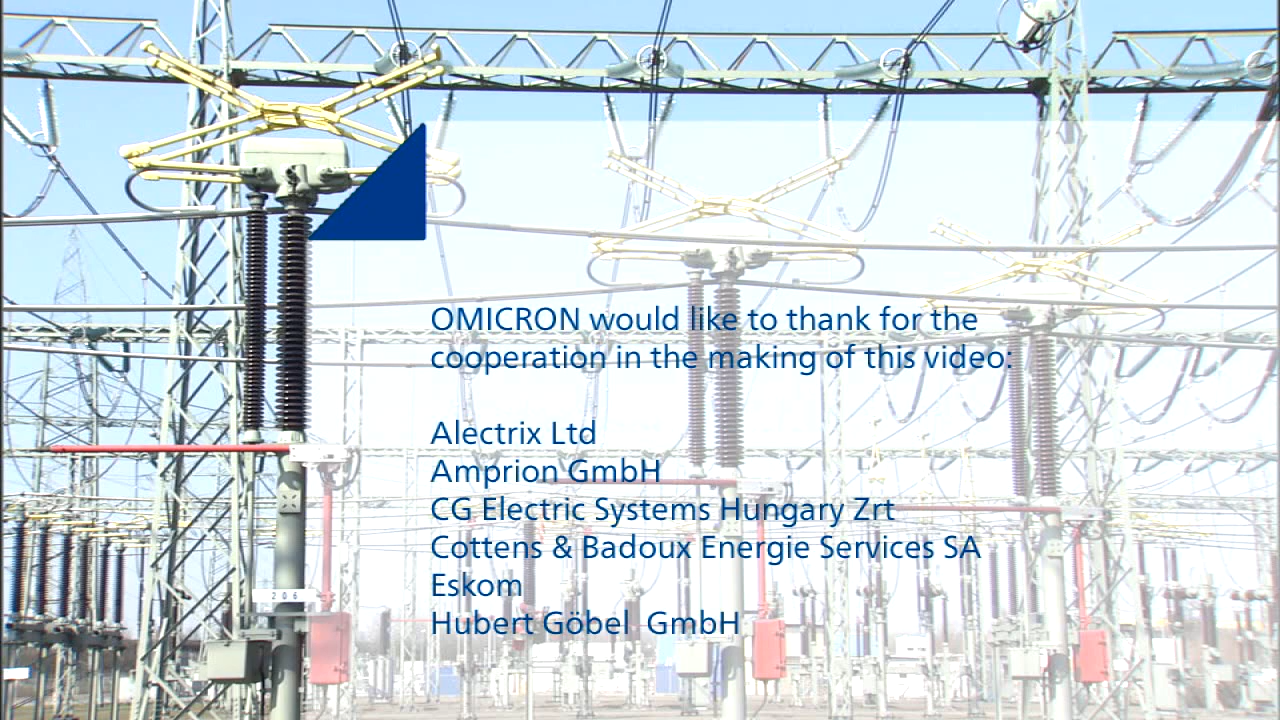 OMICRON would like to thank for the
cooperation in the making of this video:
Alectrix Ltd
Amprion GmbH
CG Electric Systems Hungary Zrt
Cottens & Badoux Energie Services SA
Eskom
Hubert Göbel GmbH
206